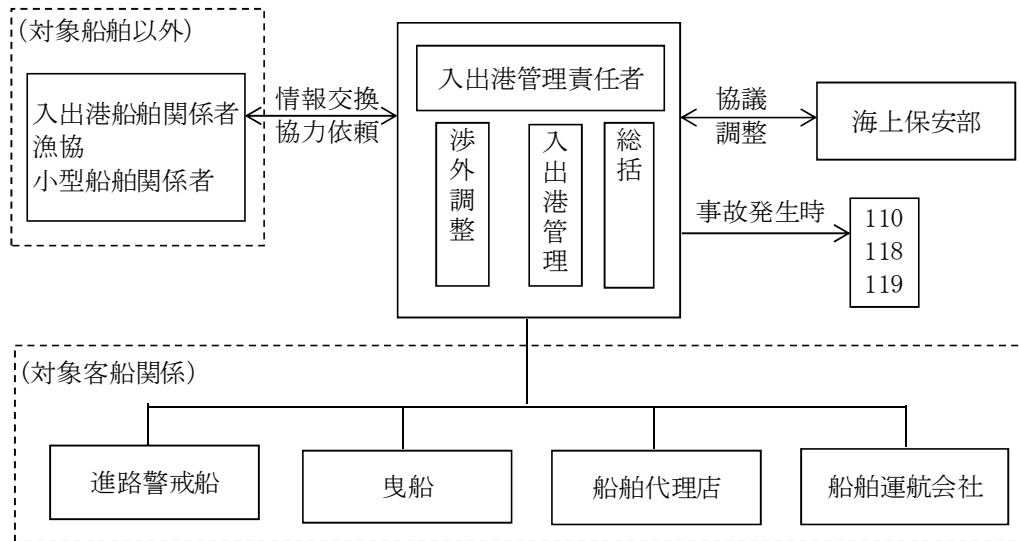 (対象船舶以外)
入出港船舶関係者
漁協
小型船舶関係者
情報交換
協力依頼
入出港管理責任者
渉外調整
入出港管理
総括
協議
調整
海上保安部
事故発生時
110
118
119
(対象客船関係)
進路警戒船
曳船
船舶代理店
船舶運航会社